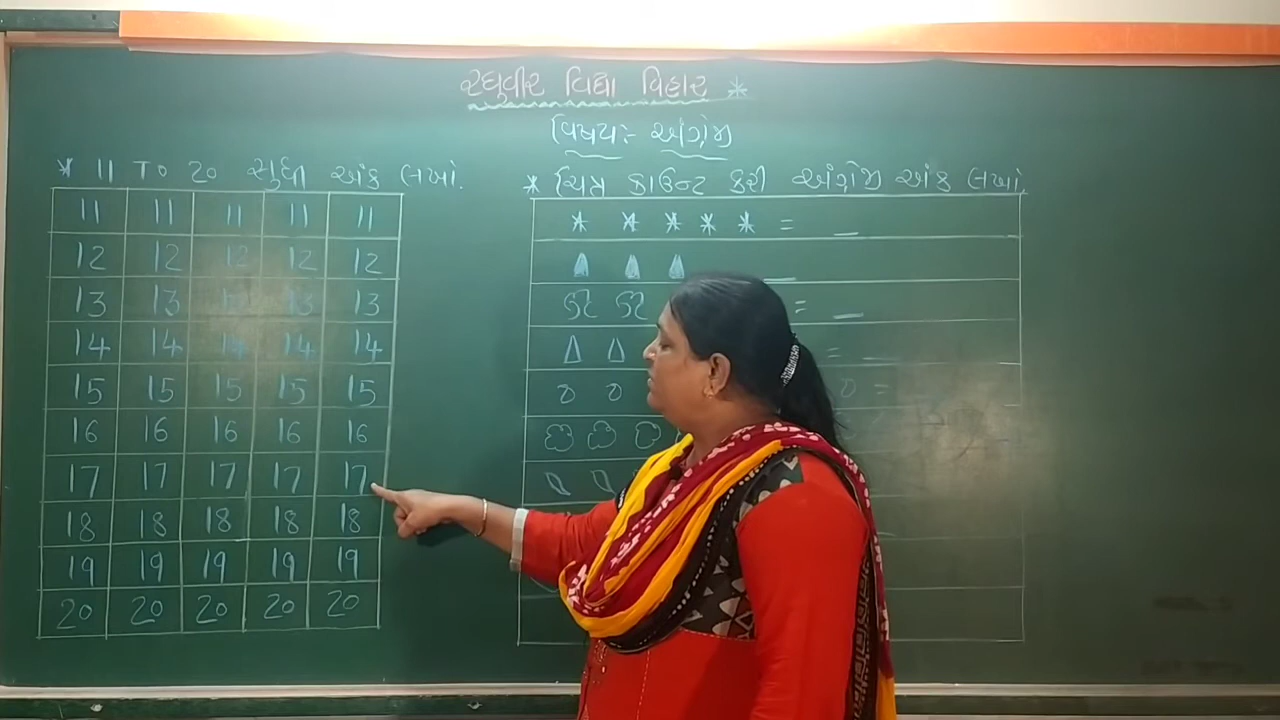 રઘુવીર વિદ્યા વિહાર *
વિષય:- અંગ્રેજી
* 11 TO 20 સુધી અંક લખો.
11 11 11 11 11
12 12 12 12 12
13 13 13 13 13
14 14 14 14 14
15 15 15 15 15
16 16 16 16 16
17 17 17 17 17
18 18 18 18 18
19 19 19 19 19
20 20 20 20 20
* ચિત્ર કાઉન્ટ કરી અંગ્રેજી અંક લખો.
= _
_
= _
= _
=